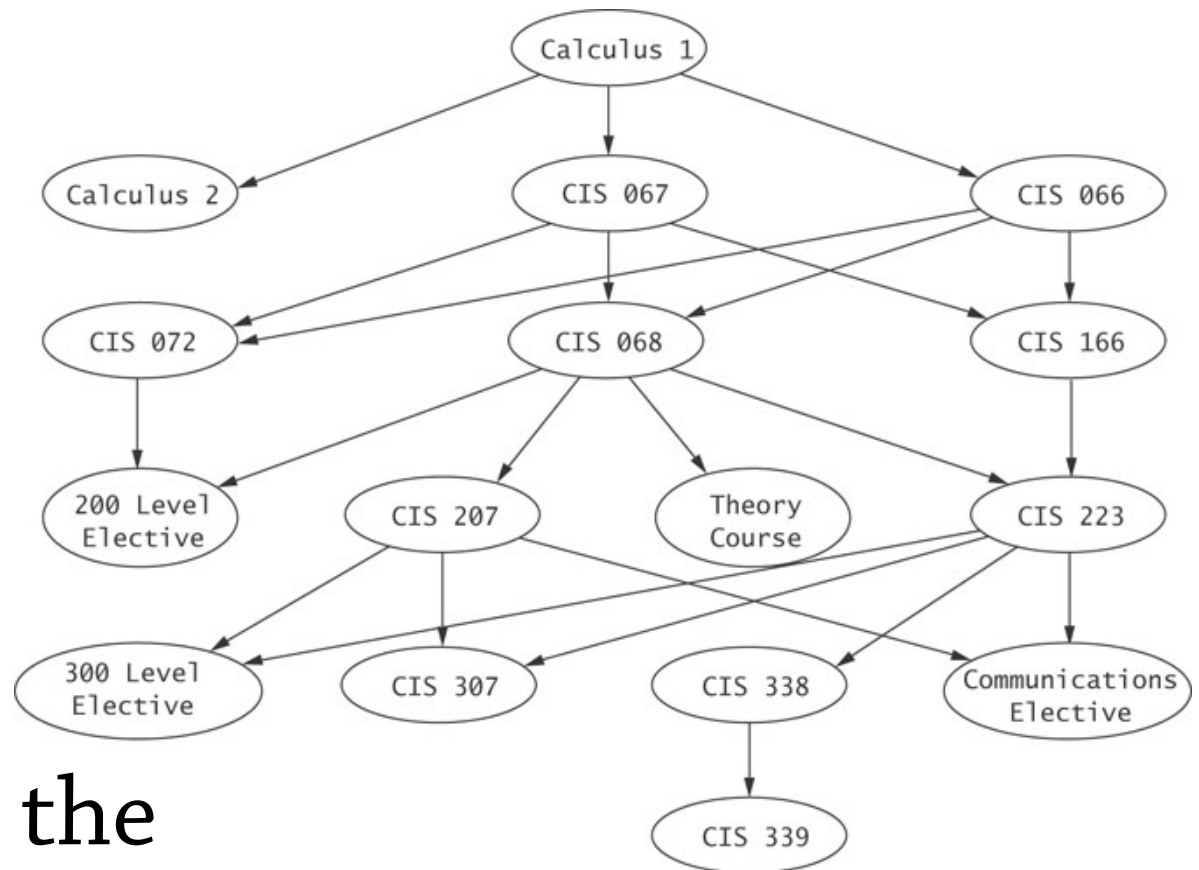 Calculus 1
Calculus 2
CIS 067
CIS 066
CIS 072
CIS 068
CIS 166
200 Level
Elective
CIS 207
Theory
Course
CIS 223
300 Level
Elective
CIS 307
CIS 338
Communications
Elective
the
CIS 339